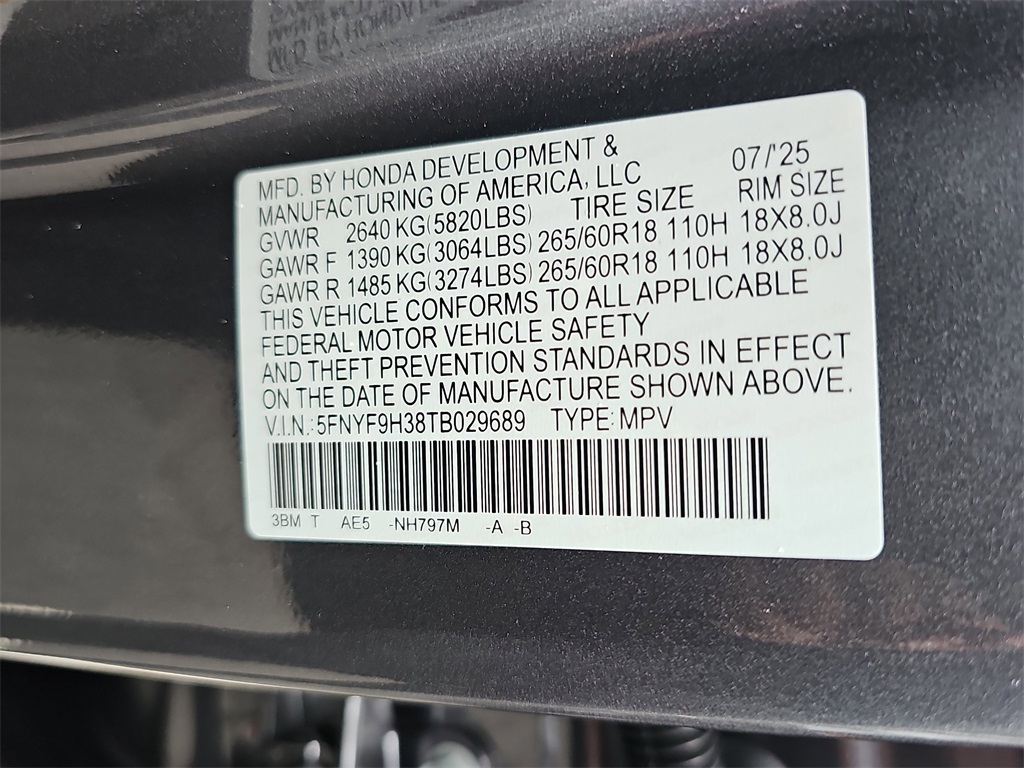 MFD. BY HONDA DEVELOPMENT & 07/'25
MANUFACTURING OF AMERICA, LLC
GVWR 2640 KG(5820LBS) TIRE SIZE RIM SIZE
GAWR F 1390 KG(3064LBS) 265/60R18 110H 18X8.0J
GAWR R 1485 KG(3274LBS) 265/60R18 110H 18X8.0J
THIS VEHICLE CONFORMS TO ALL APPLICABLE
FEDERAL MOTOR VEHICLE SAFETY
AND THEFT PREVENTION STANDARDS IN EFFECT
ON THE DATE OF MANUFACTURE SHOWN ABOVE.
V.I.N.: 5FNYF9H38TB029689 TYPE: MPV
3BM T AE5 -NH797M -A -B